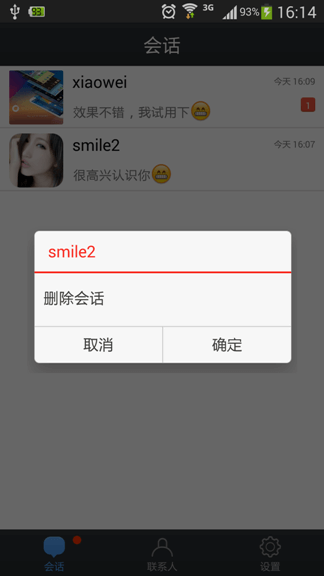 93 3G 93% 16:14
会话
xiaowei 今天 16:09
效果不错，我试用下😁 1
smile2 今天 16:07
很高兴认识你😁
smile2
删除会话
取消 确定
会话 联系人 设置